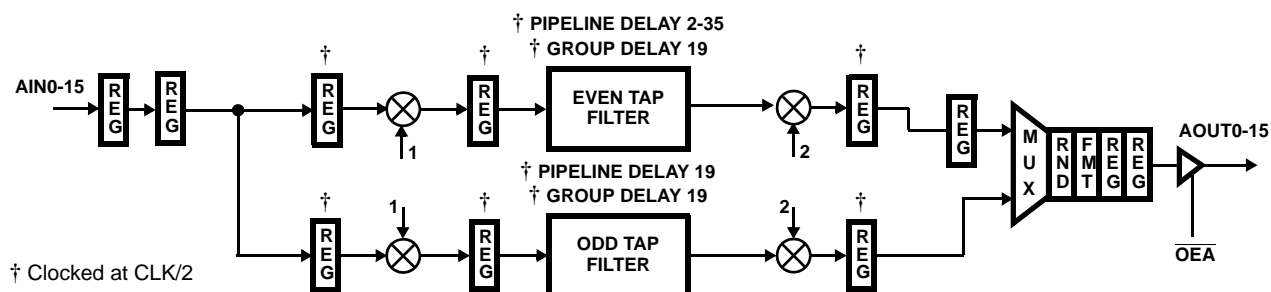 † PIPELINE DELAY 2-35
† GROUP DELAY 19
AIN0-15
REG
REG
†
REG
1
†
REG
EVEN TAP
FILTER
2
†
REG
REG
MUX
RND
FMT
REG
REG
AOUT0-15
OEA
† PIPELINE DELAY 19
† GROUP DELAY 19
†
REG
1
†
REG
ODD TAP
FILTER
2
†
REG
† Clocked at CLK/2